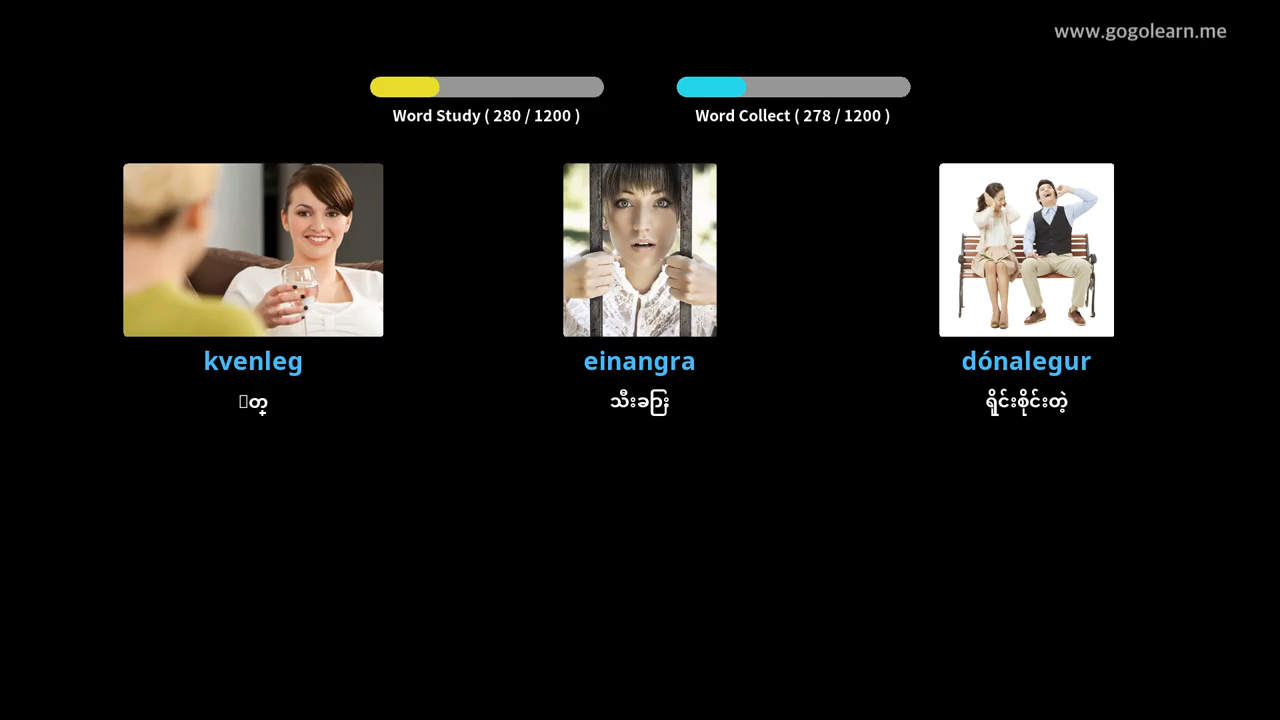 www.gogolearn.me
Word Study ( 280 / 1200 )
Word Collect ( 278 / 1200 )
kvenleg
einangra
dónalegur
သီးခြား
ရိုင်းစိုင်းတဲ့